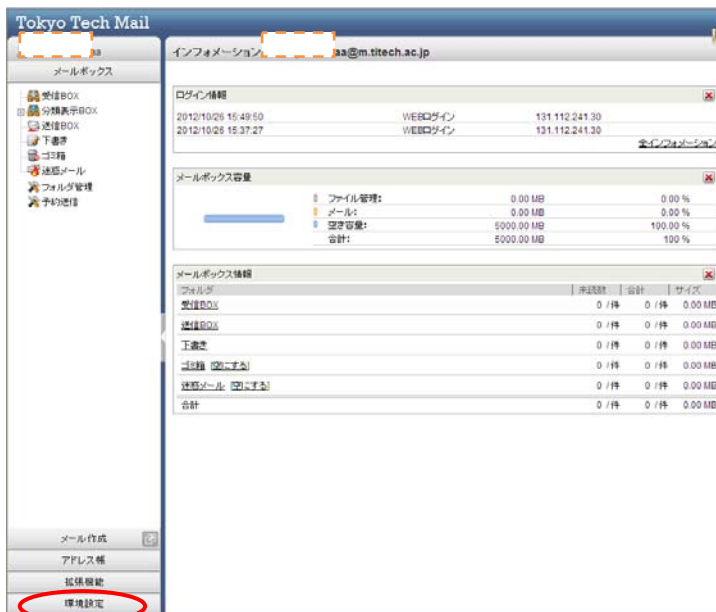 Tokyo Tech Mail
aa
インフォメーション
aa@m.titech.ac.jp
メールボックス
受信BOX
分類表示BOX
送信BOX
下書き
ゴミ箱
迷惑メール
フォルダ管理
予約送信
ログイン情報
2012/10/26 15:49:50 WEBログイン 131.112.241.30
2012/10/26 15:37:27 WEBログイン 131.112.241.30
全インフォメーション
メールボックス容量
ファイル管理: 0.00 MB 0.00 %
メール: 0.00 MB 0.00 %
空き容量: 5000.00 MB 100.00 %
合計: 5000.00 MB 100 %
メールボックス情報
フォルダ 未読数 合計 サイズ
受信BOX 0 /件 0 /件 0.00 MB
送信BOX 0 /件 0 /件 0.00 MB
下書き 0 /件 0 /件 0.00 MB
ゴミ箱 [空にする] 0 /件 0 /件 0.00 MB
迷惑メール [空にする] 0 /件 0 /件 0.00 MB
合計 0 /件 0 /件 0.00 MB
メール作成
アドレス帳
拡張機能
環境設定